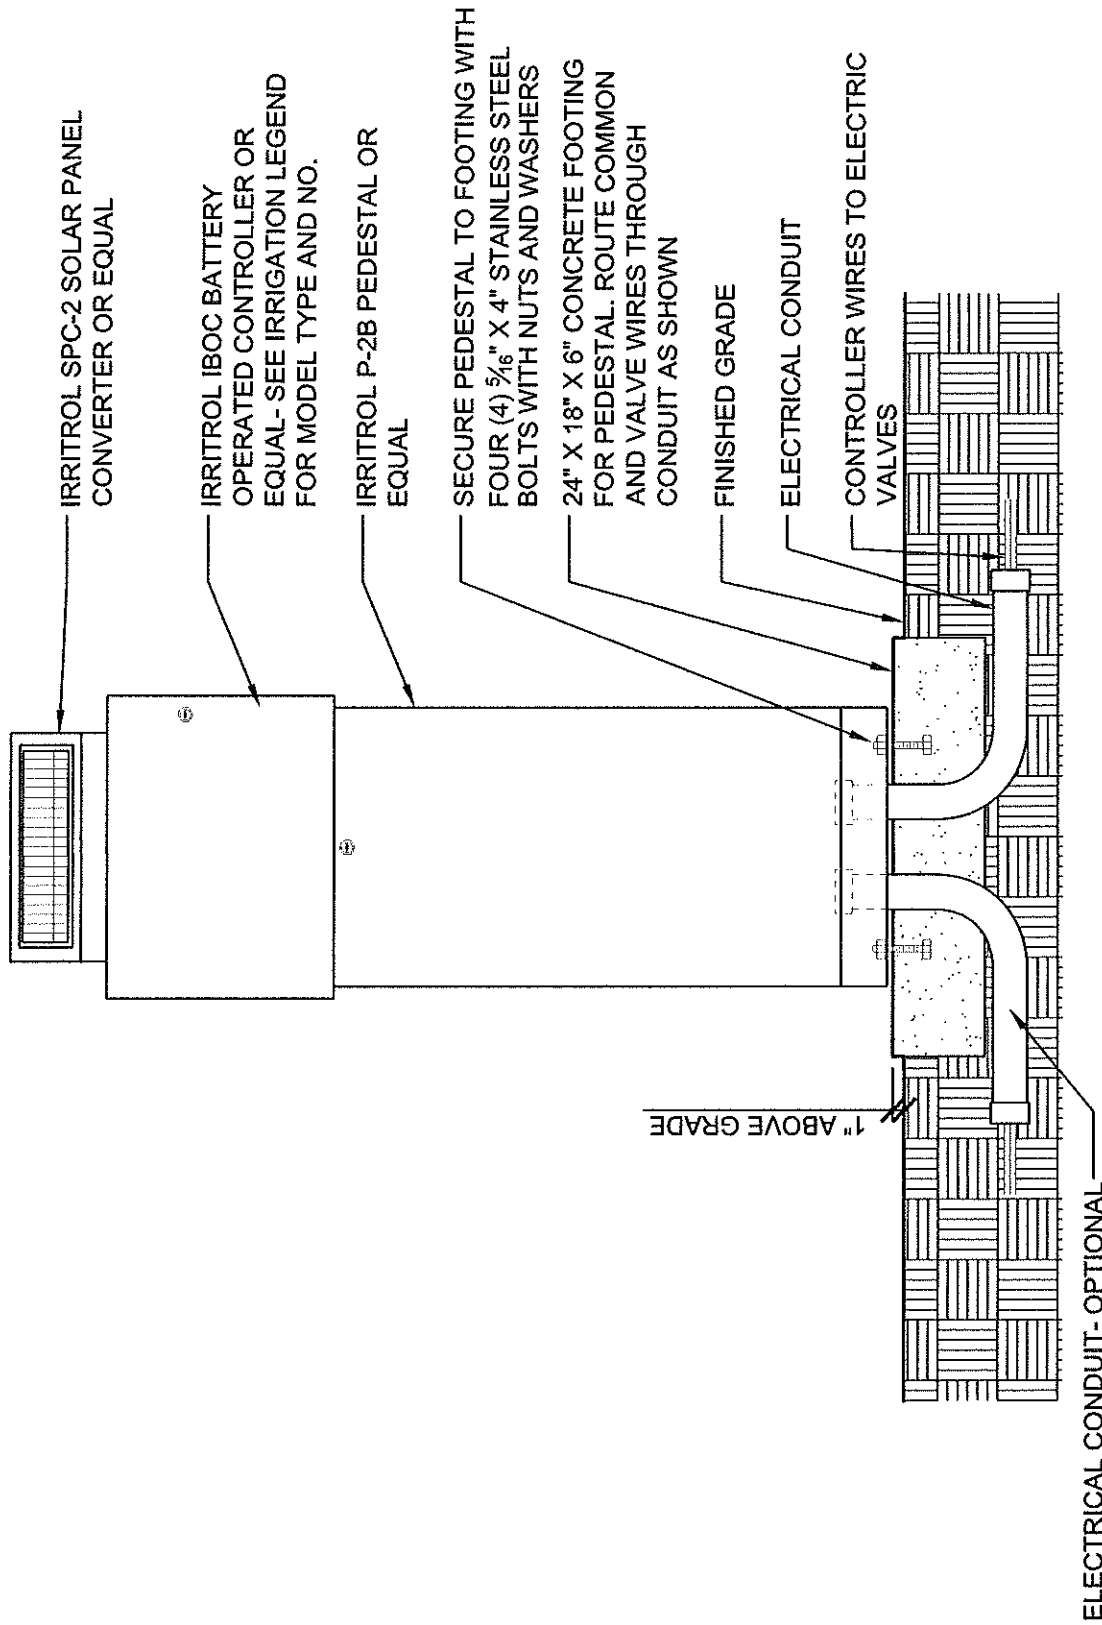 IRRITROL SPC-2 SOLAR PANEL
CONVERTER OR EQUAL
IRRITROL IBOC BATTERY
OPERATED CONTROLLER OR
EQUAL- SEE IRRIGATION LEGEND
FOR MODEL TYPE AND NO.
IRRITROL P-2B PEDESTAL OR
EQUAL
SECURE PEDESTAL TO FOOTING WITH
FOUR (4) 5/16" X 4" STAINLESS STEEL
BOLTS WITH NUTS AND WASHERS
24" X 18" X 6" CONCRETE FOOTING
FOR PEDESTAL. ROUTE COMMON
AND VALVE WIRES THROUGH
CONDUIT AS SHOWN
FINISHED GRADE
ELECTRICAL CONDUIT
CONTROLLER WIRES TO ELECTRIC
VALVES
1" ABOVE GRADE
ELECTRICAL CONDUIT- OPTIONAL